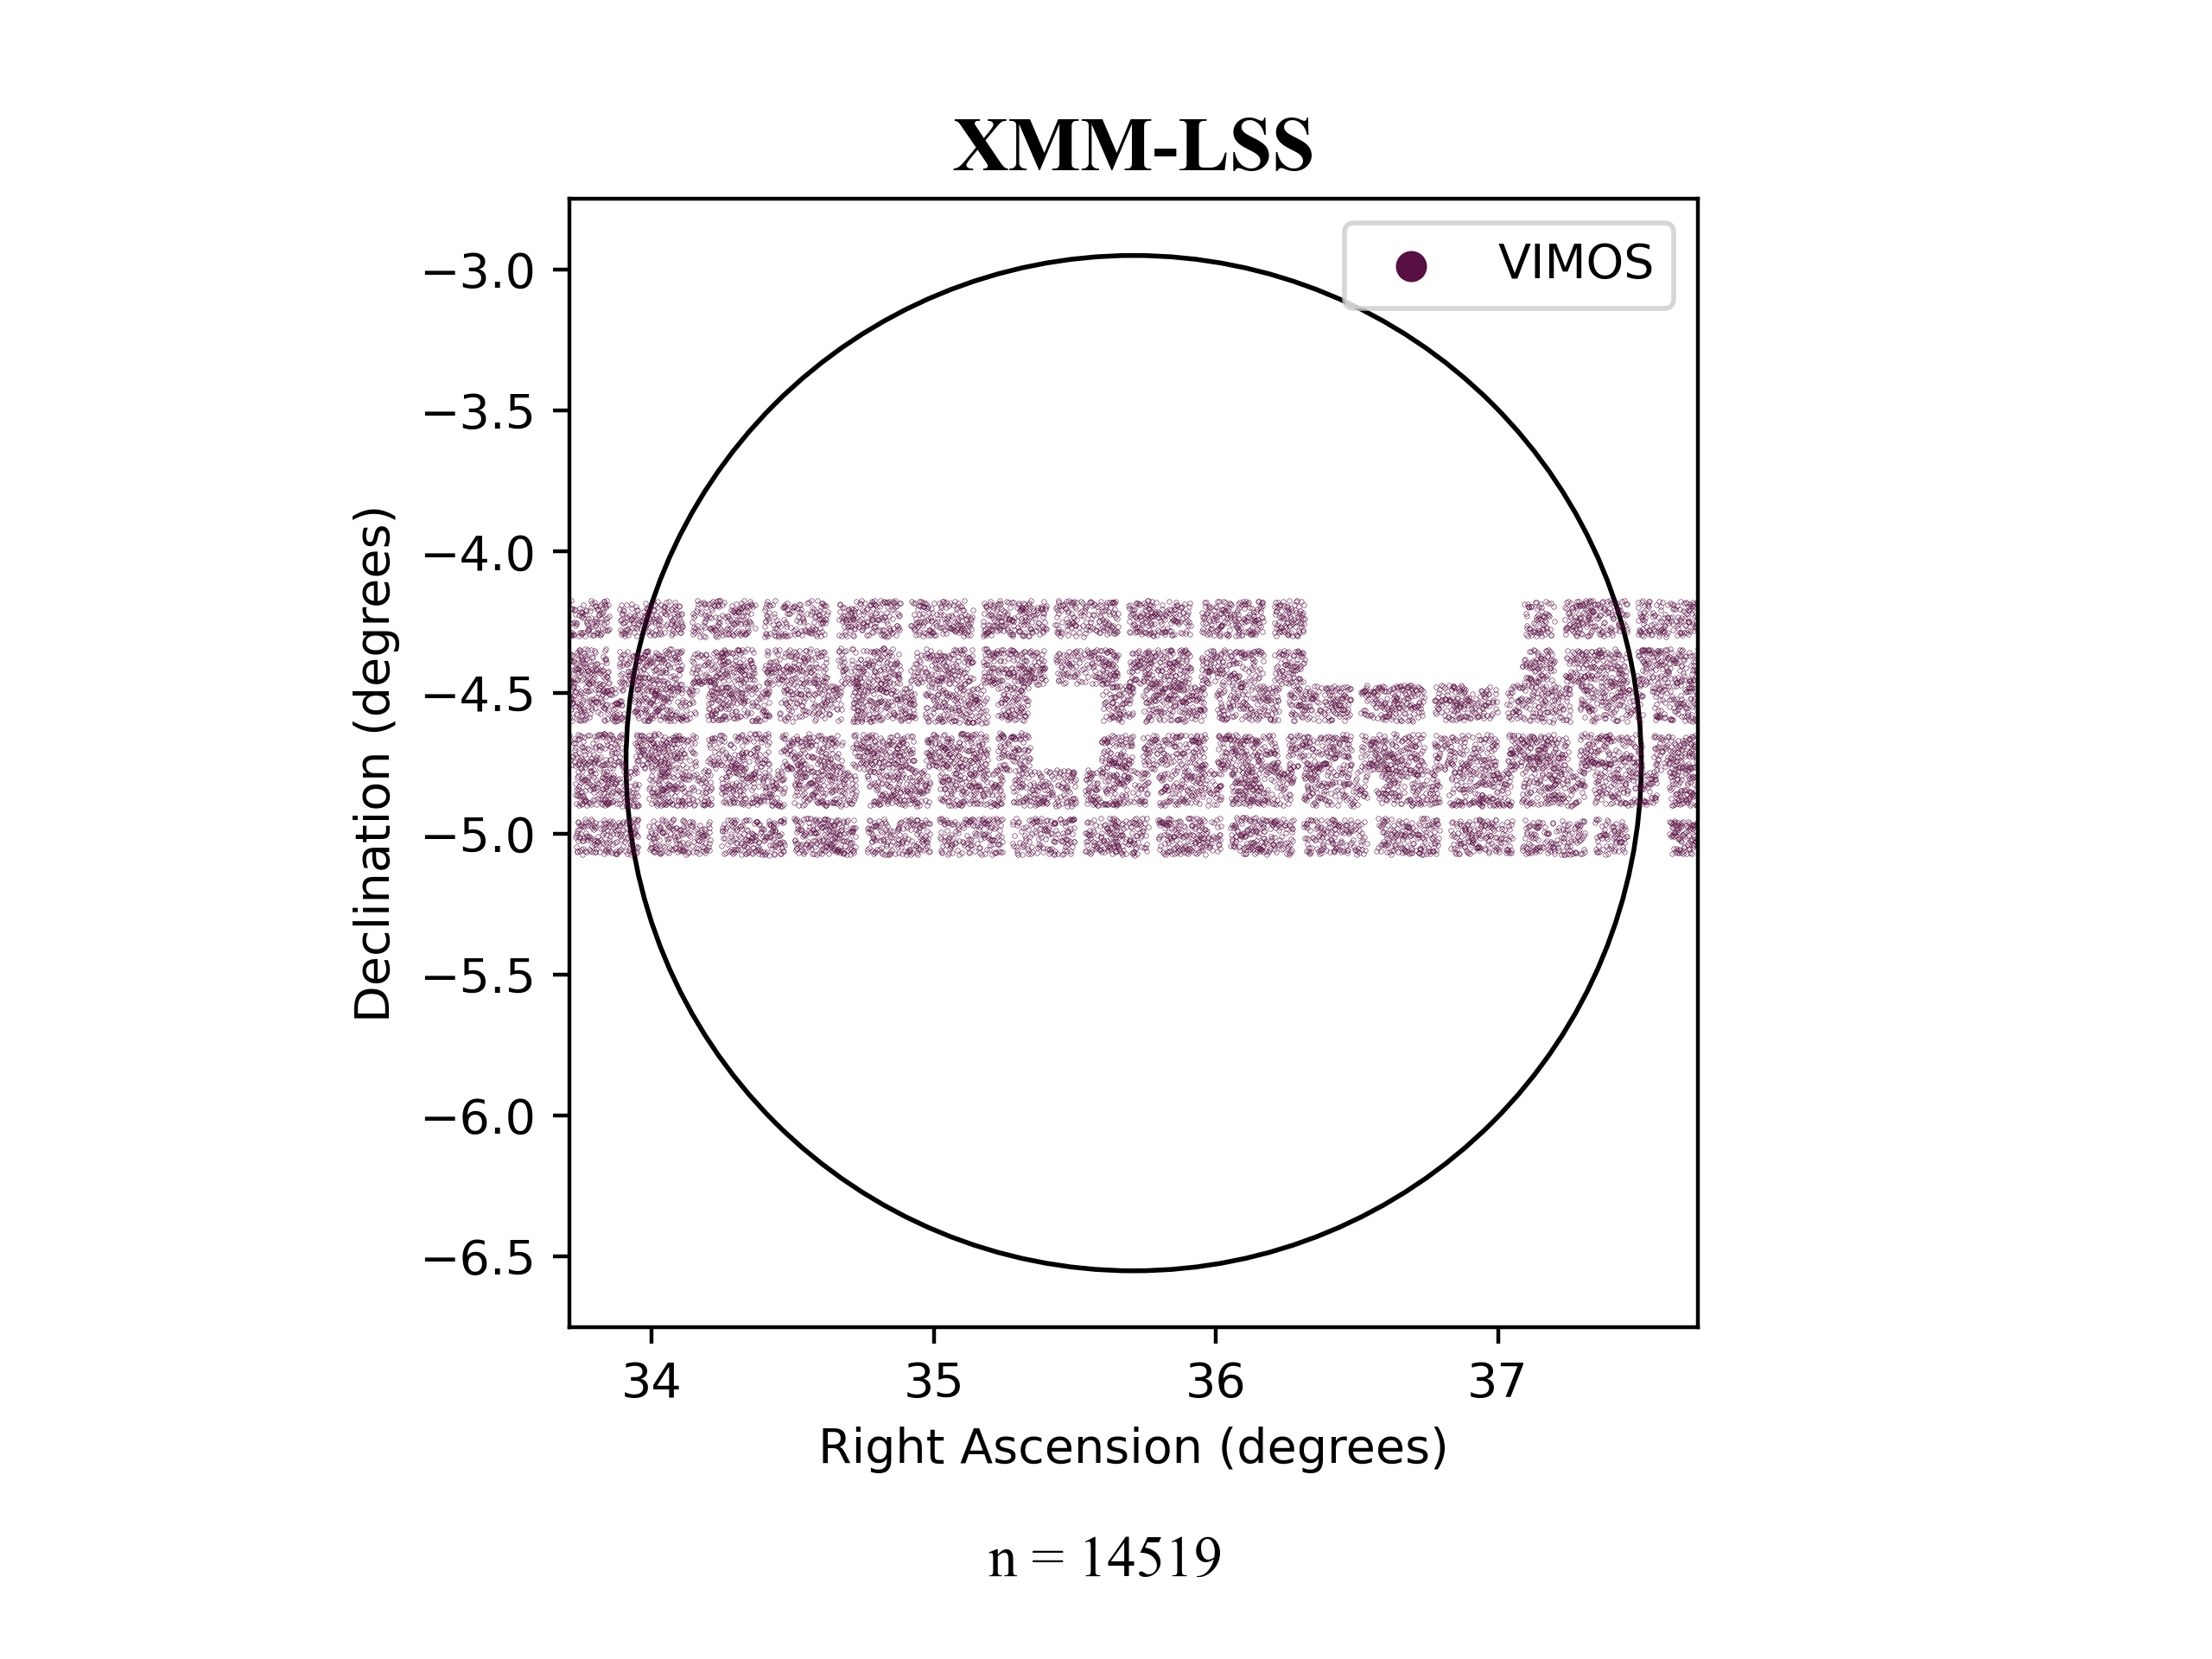 XMM-LSS
VIMOS
−3.0
−3.5
−4.0
−4.5
−5.0
−5.5
−6.0
−6.5
Declination (degrees)
34 35 36 37
Right Ascension (degrees)
n = 14519